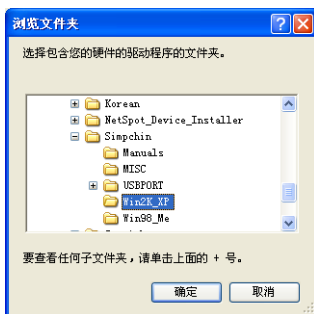 浏览文件夹
选择包含您的硬件的驱动程序的文件夹。
Korean
NetSpot_Device_Installer
Simpchin
Manuals
MISC
USBPORT
Win2K_XP
Win98_Me
要查看任何子文件夹，请单击上面的 + 号。
确定 取消